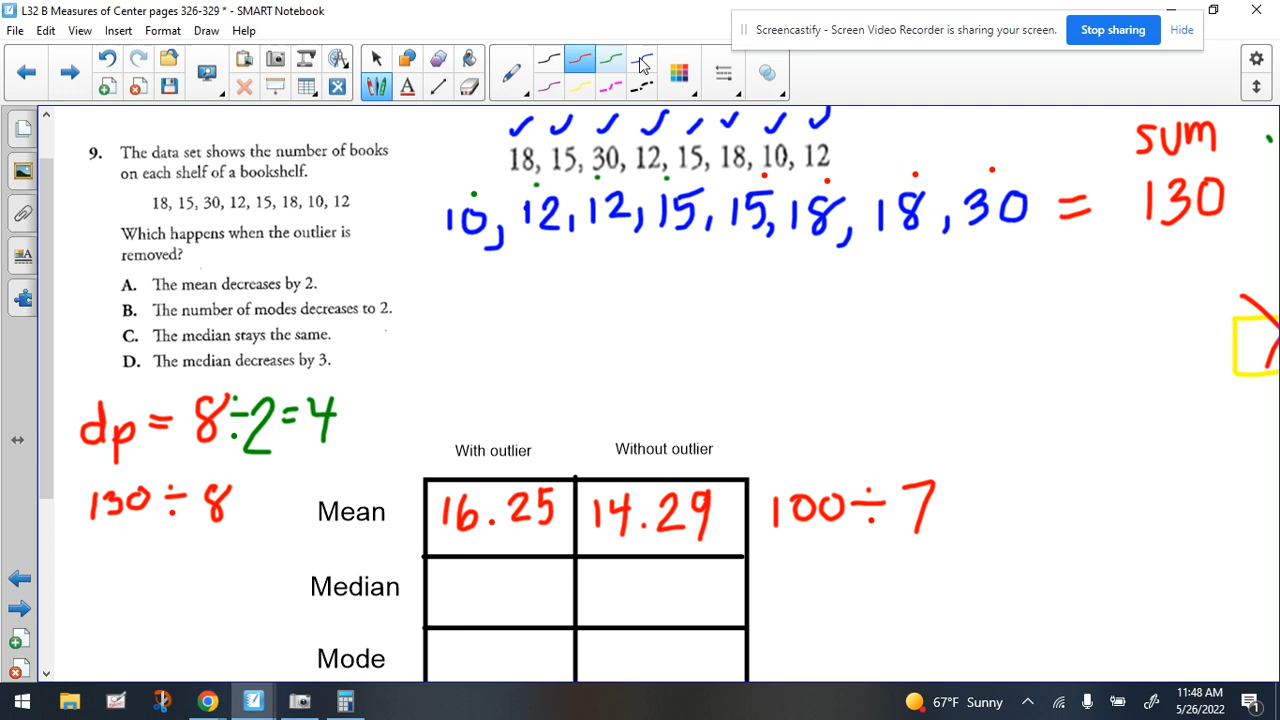 L32 B Measures of Center pages 326-329 * - SMART Notebook
File Edit View Insert Format Draw Help
Screencastify - Screen Video Recorder is sharing your screen. Stop sharing Hide
9. The data set shows the number of books
on each shelf of a bookshelf.
18, 15, 30, 12, 15, 18, 10, 12
Which happens when the outlier is
removed?
A. The mean decreases by 2.
B. The number of modes decreases to 2.
C. The median stays the same.
D. The median decreases by 3.
18, 15, 30, 12, 15, 18, 10, 12
sum
10, 12, 12, 15, 15, 18, 18, 30 = 130
dp = 8 ÷ 2 = 4
130 ÷ 8
With outlier Without outlier
Mean 16.25 14.29 100 ÷ 7
Median
Mode
67°F Sunny
11:48 AM
5/26/2022